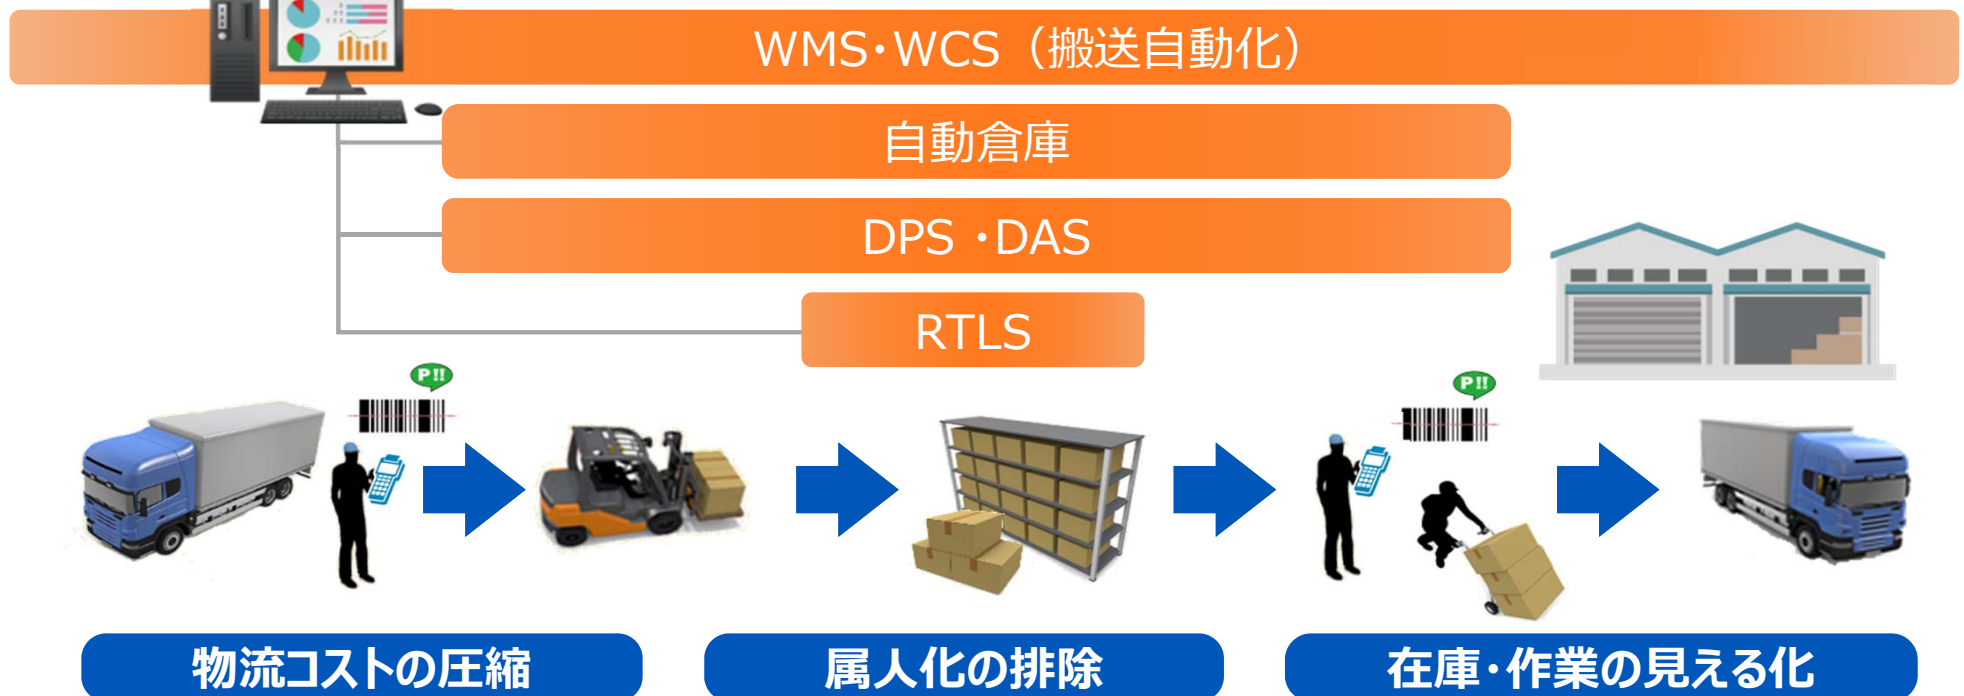 WMS・WCS（搬送自動化）
自動倉庫
DPS ・DAS
RTLS
P!!
P!!
物流コストの圧縮
属人化の排除
在庫・作業の見える化